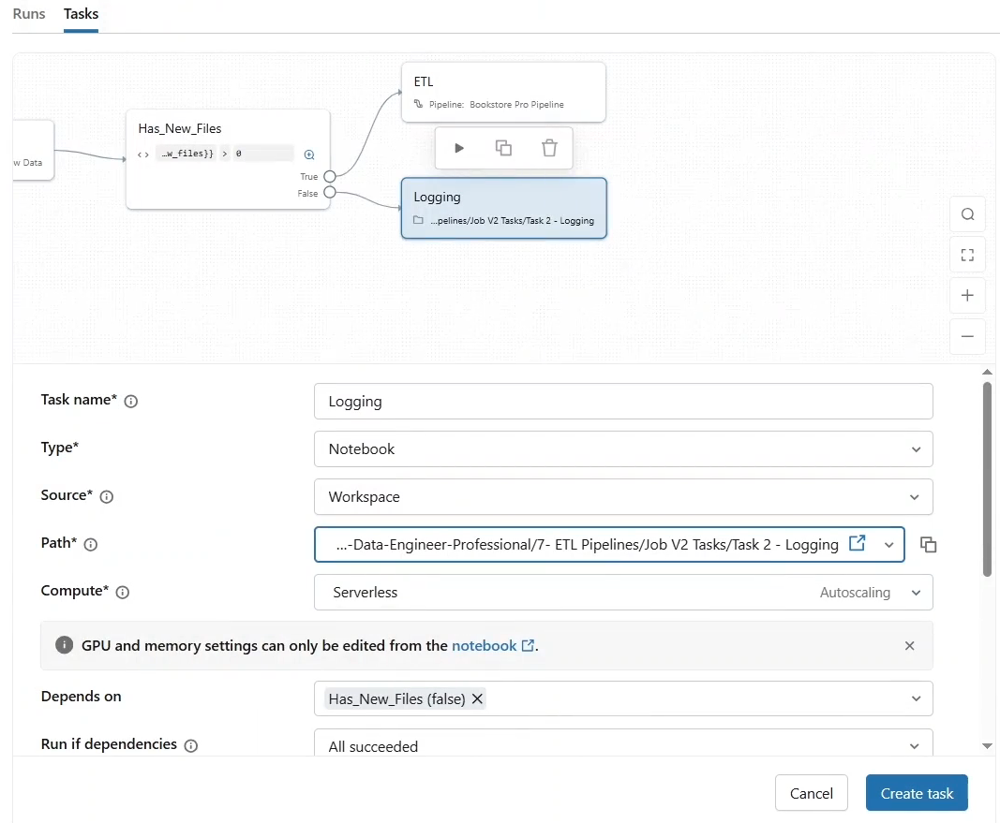 Runs Tasks
ETL
Pipeline: Bookstore Pro Pipeline
Has_New_Files
...w_files}} > 0
w Data
True
False
Logging
...pelines/Job V2 Tasks/Task 2 - Logging
Task name* Logging
Type* Notebook
Source* Workspace
Path* ...-Data-Engineer-Professional/7- ETL Pipelines/Job V2 Tasks/Task 2 - Logging
Compute* Serverless Autoscaling
GPU and memory settings can only be edited from the notebook.
Depends on Has_New_Files (false)
Run if dependencies All succeeded
Cancel Create task